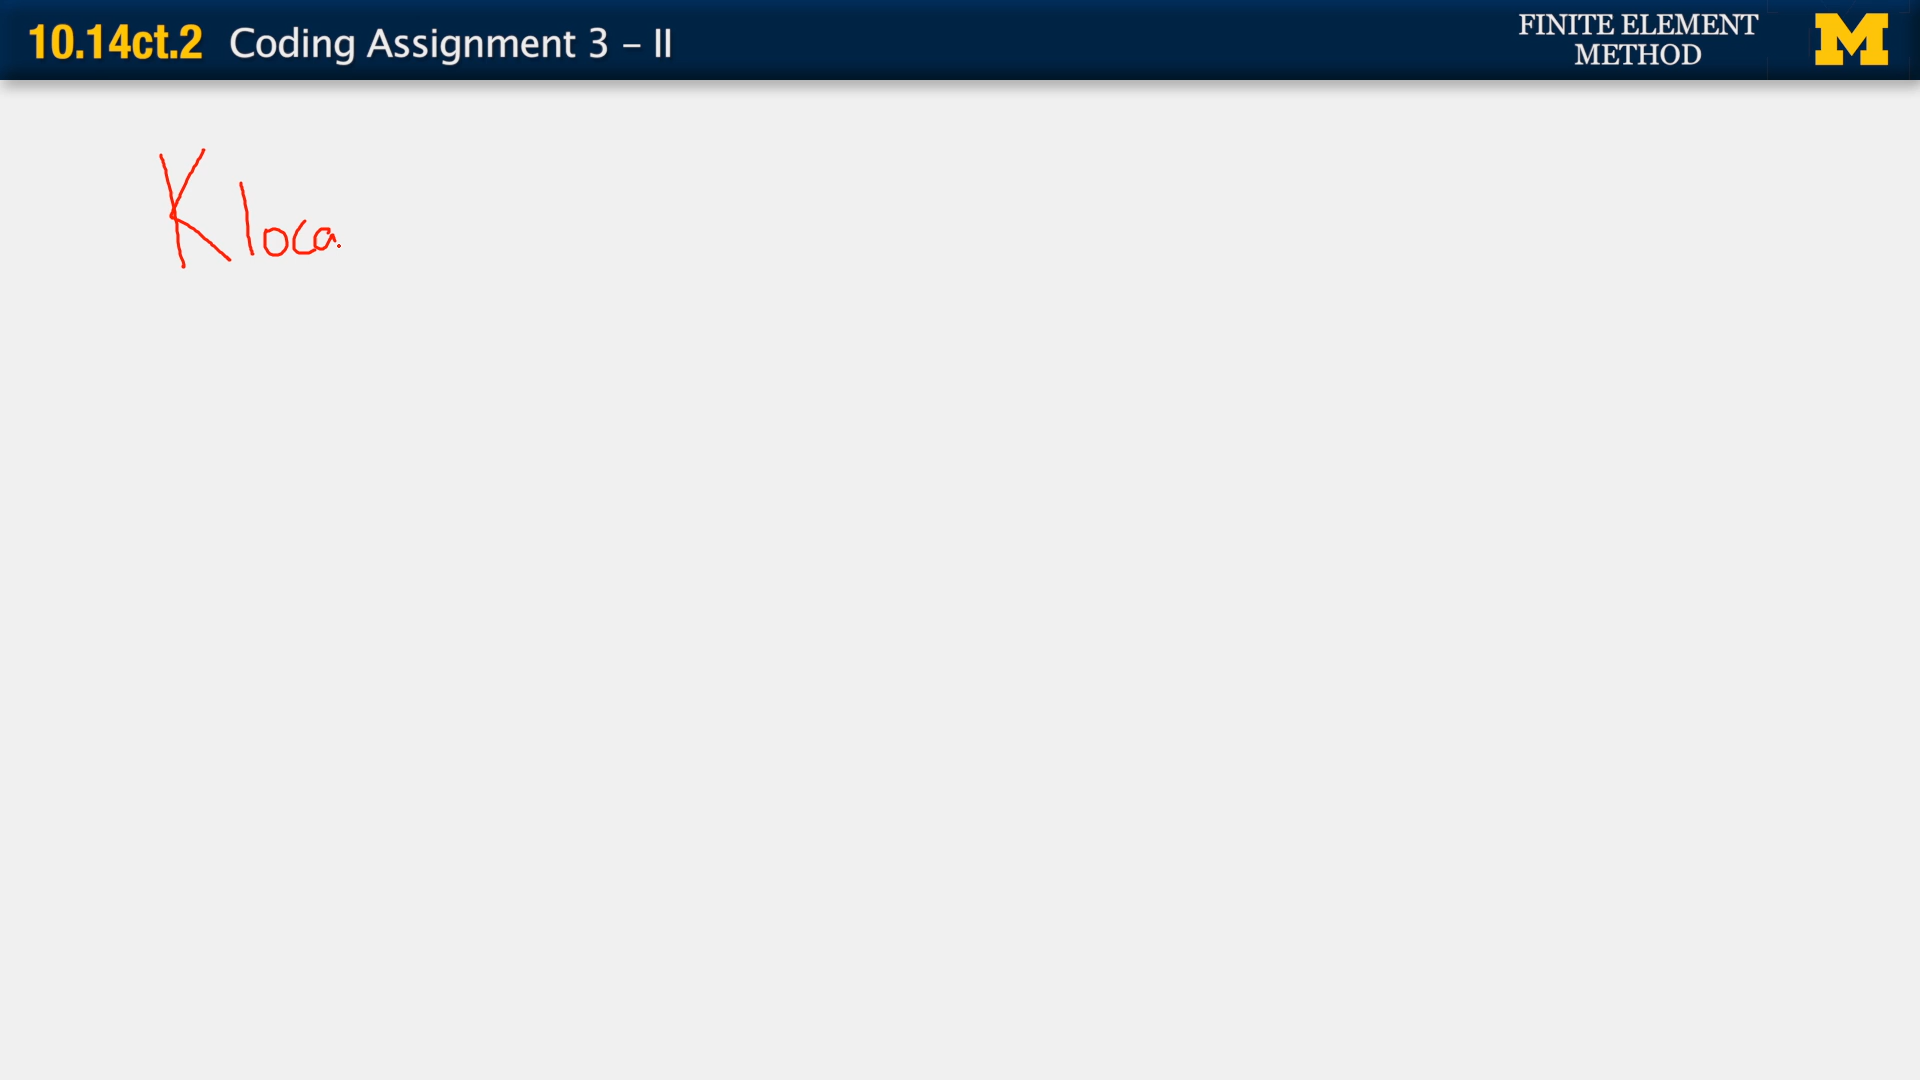 10.14ct.2 Coding Assignment 3 – II
FINITE ELEMENT
METHOD
M
Kloca